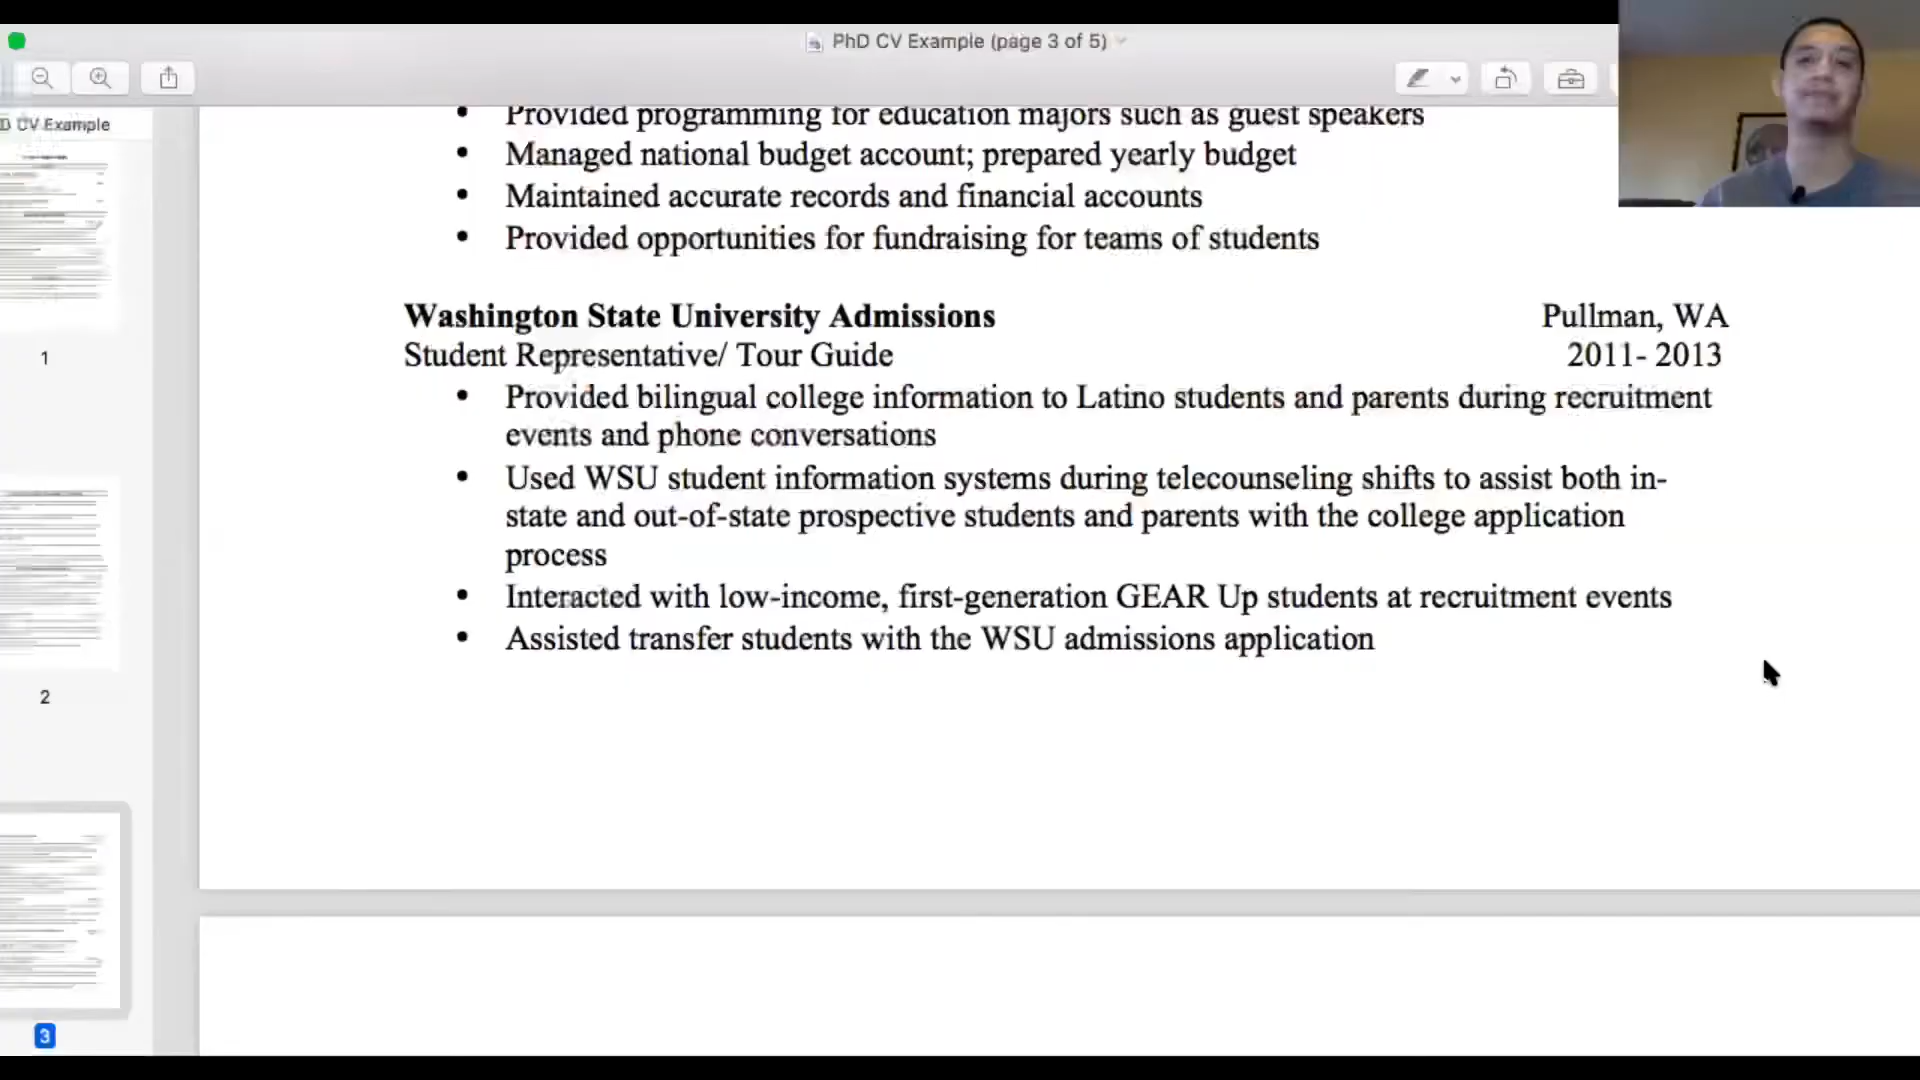 PhD CV Example (page 3 of 5)
D CV Example
1
2
3
• Provided programming for education majors such as guest speakers
• Managed national budget account; prepared yearly budget
• Maintained accurate records and financial accounts
• Provided opportunities for fundraising for teams of students
Washington State University Admissions Pullman, WA
Student Representative/ Tour Guide 2011- 2013
• Provided bilingual college information to Latino students and parents during recruitment
events and phone conversations
• Used WSU student information systems during telecounseling shifts to assist both in-
state and out-of-state prospective students and parents with the college application
process
• Interacted with low-income, first-generation GEAR Up students at recruitment events
• Assisted transfer students with the WSU admissions application